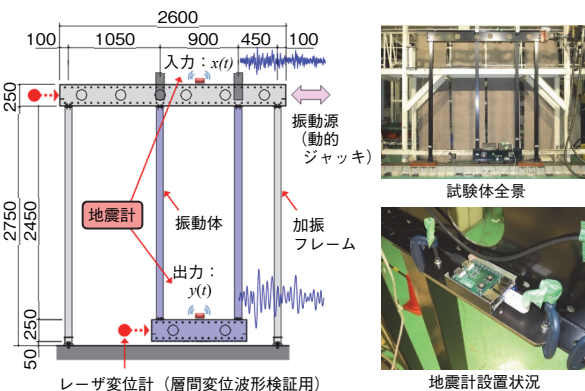 2600
100 1050 900 450 100
入力：x(t)
250
振動源
（動的
ジャッキ）
試験体全景
2750
2450
地震計
振動体
加振
フレーム
出力：
y(t)
250
50
レーザ変位計（層間変位波形検証用）
地震計設置状況